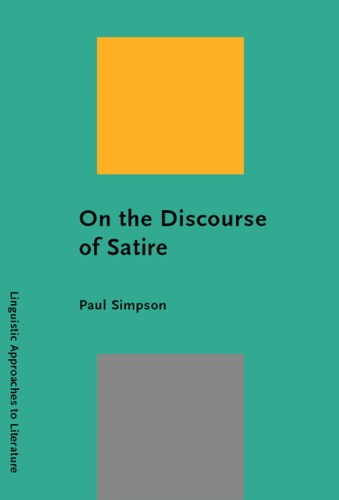 On the Discourse
of Satire
Paul Simpson
Linguistic Approaches to Literature